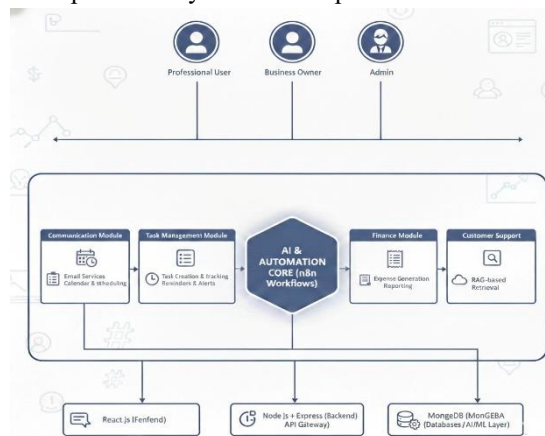 Professional User
Business Owner
Admin
Communication Module
Email Services
Calendar & scheduling
Task Management Module
Task Creation & tracking
Reminders & Alerts
AI &
AUTOMATION
CORE (n8n
Workflows)
Finance Module
Expense Generation
Reporting
Customer Support
RAG-based
Retrieval
React.js (Fenfend)
Node js + Express (Backend)
API Gåteway)
MongeDB (MonGEBA
(Databases /AI/ML Layer)